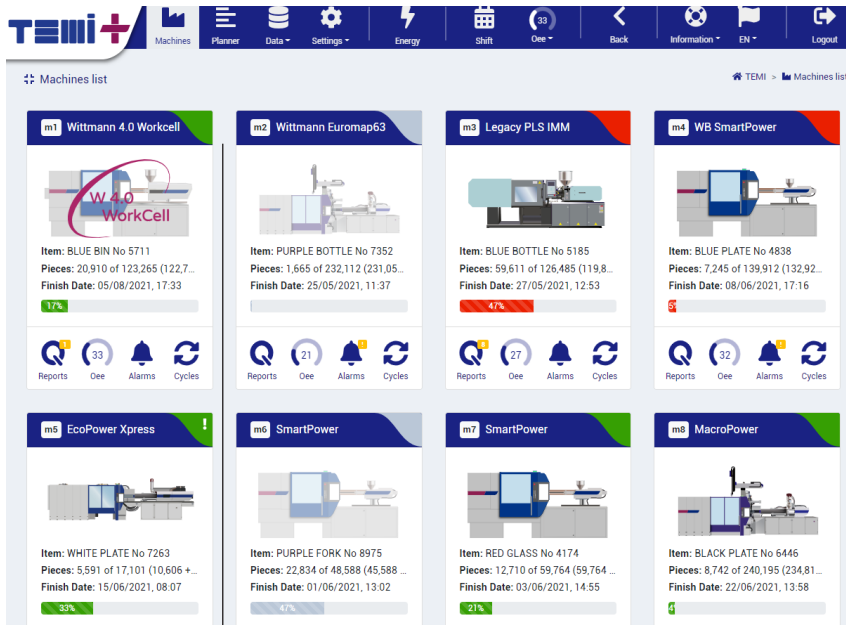 TEMI+
Machines
Planner
Data
Settings
Energy
Shift
33
Oee
Back
Information
EN
Logout
Machines list
TEMI > Machines list
m1 Wittmann 4.0 Workcell
W 4.0
WorkCell
Item: BLUE BIN No 5711
Pieces: 20,910 of 123,265 (122,7...
Finish Date: 05/08/2021, 17:33
17%
1
33
Reports
Oee
Alarms
Cycles
m2 Wittmann Euromap63
Item: PURPLE BOTTLE No 7352
Pieces: 1,665 of 232,112 (231,05...
Finish Date: 25/05/2021, 11:37
21
1
Reports
Oee
Alarms
Cycles
m3 Legacy PLS IMM
Item: BLUE BOTTLE No 5185
Pieces: 59,611 of 126,485 (119,8...
Finish Date: 27/05/2021, 12:53
47%
27
Reports
Oee
Alarms
Cycles
m4 WB SmartPower
Item: BLUE PLATE No 4838
Pieces: 7,245 of 139,912 (132,92...
Finish Date: 08/06/2021, 17:16
32
1
Reports
Oee
Alarms
Cycles
m5 EcoPower Xpress !
Item: WHITE PLATE No 7263
Pieces: 5,591 of 17,101 (10,606 +...
Finish Date: 15/06/2021, 08:07
33%
m6 SmartPower
Item: PURPLE FORK No 8975
Pieces: 22,834 of 48,588 (45,588 ...
Finish Date: 01/06/2021, 13:02
47%
m7 SmartPower
Item: RED GLASS No 4174
Pieces: 12,710 of 59,764 (59,764 ...
Finish Date: 03/06/2021, 14:55
21%
m8 MacroPower
Item: BLACK PLATE No 6446
Pieces: 8,742 of 240,195 (234,81...
Finish Date: 22/06/2021, 13:58